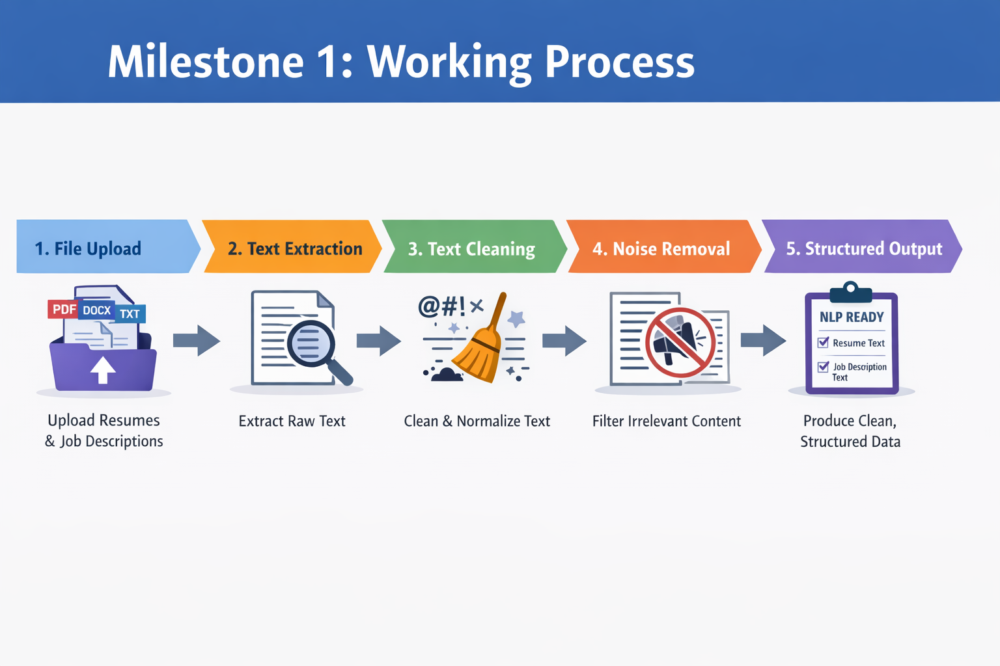 Milestone 1: Working Process
1. File Upload
2. Text Extraction
3. Text Cleaning
4. Noise Removal
5. Structured Output
PDF
DOCX
TXT
@#!×
NLP READY
Resume Text
Job Description
Text
Upload Resumes
& Job Descriptions
Extract Raw Text
Clean & Normalize Text
Filter Irrelevant Content
Produce Clean,
Structured Data